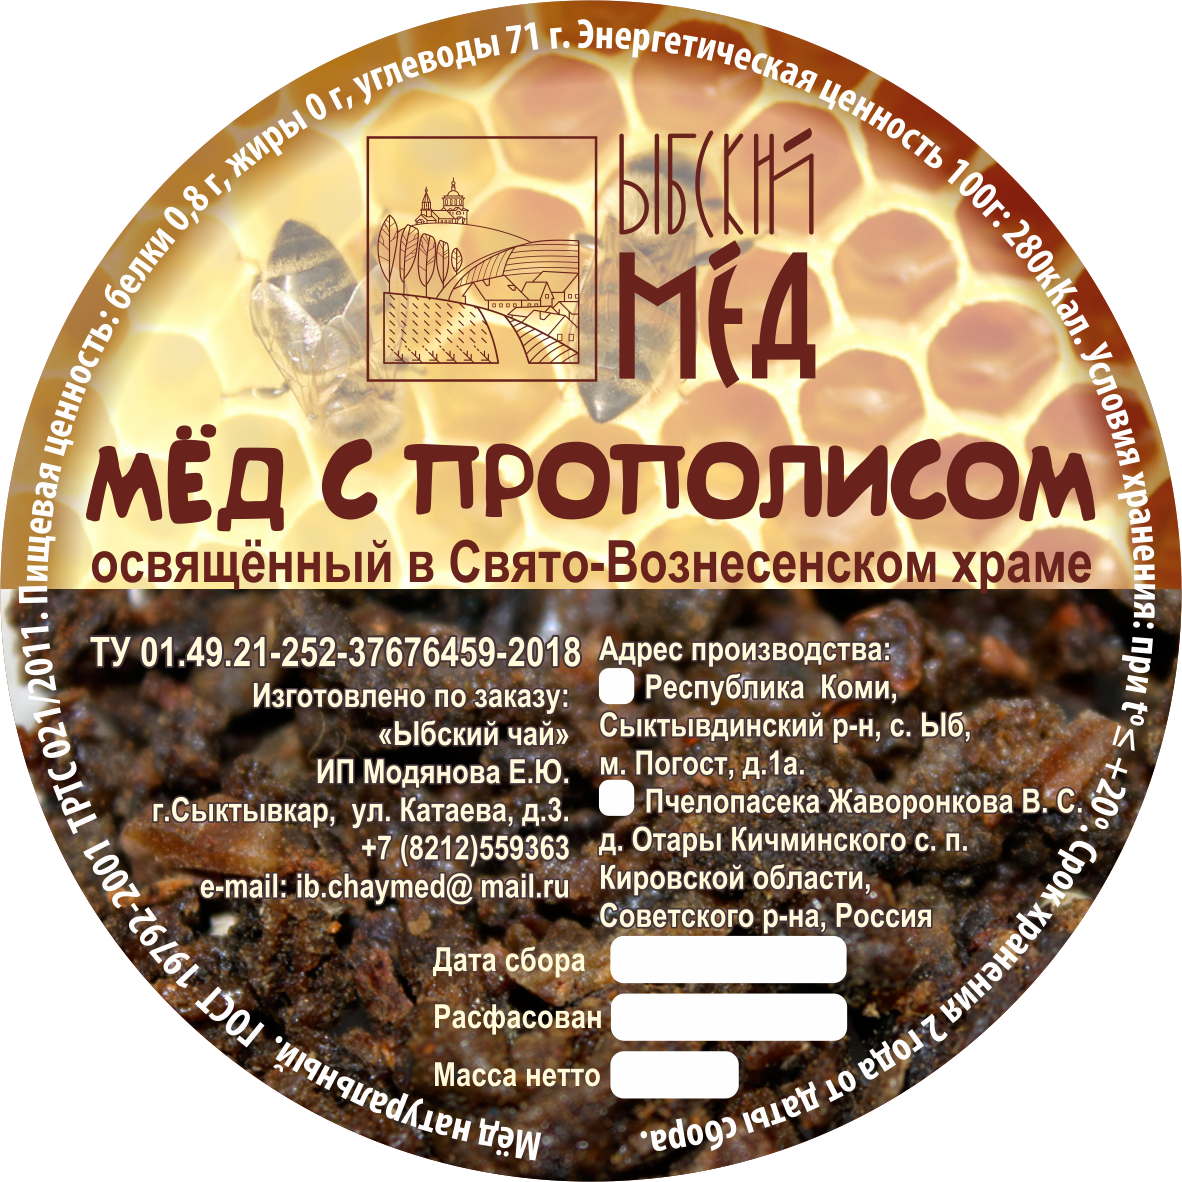 Мёд натуральный. ГОСТ 19792-2001 ТРТС 021/2011. Пищевая ценность: белки 0,8 г, жиры 0 г, углеводы 71 г. Энергетическая ценность 100г: 280кКал. Условия хранения: при t⁰ ≤ +20⁰. Срок хранения 2 года от даты сбора.
ЫБСКИЙ
МЁД
МЁД С ПРОПОЛИСОМ
освящённый в Свято-Вознесенском храме
ТУ 01.49.21-252-37676459-2018
Изготовлено по заказу:
«Ыбский чай»
ИП Модянова Е.Ю.
г.Сыктывкар, ул. Катаева, д.3.
+7 (8212)559363
e-mail: ib.chaymed@ mail.ru
Адрес производства:
Республика Коми,
Сыктывдинский р-н, с. Ыб,
м. Погост, д.1а.
Пчелопасека Жаворонкова В. С.
д. Отары Кичминского с. п.
Кировской области,
Советского р-на, Россия
Дата сбора
Расфасован
Масса нетто